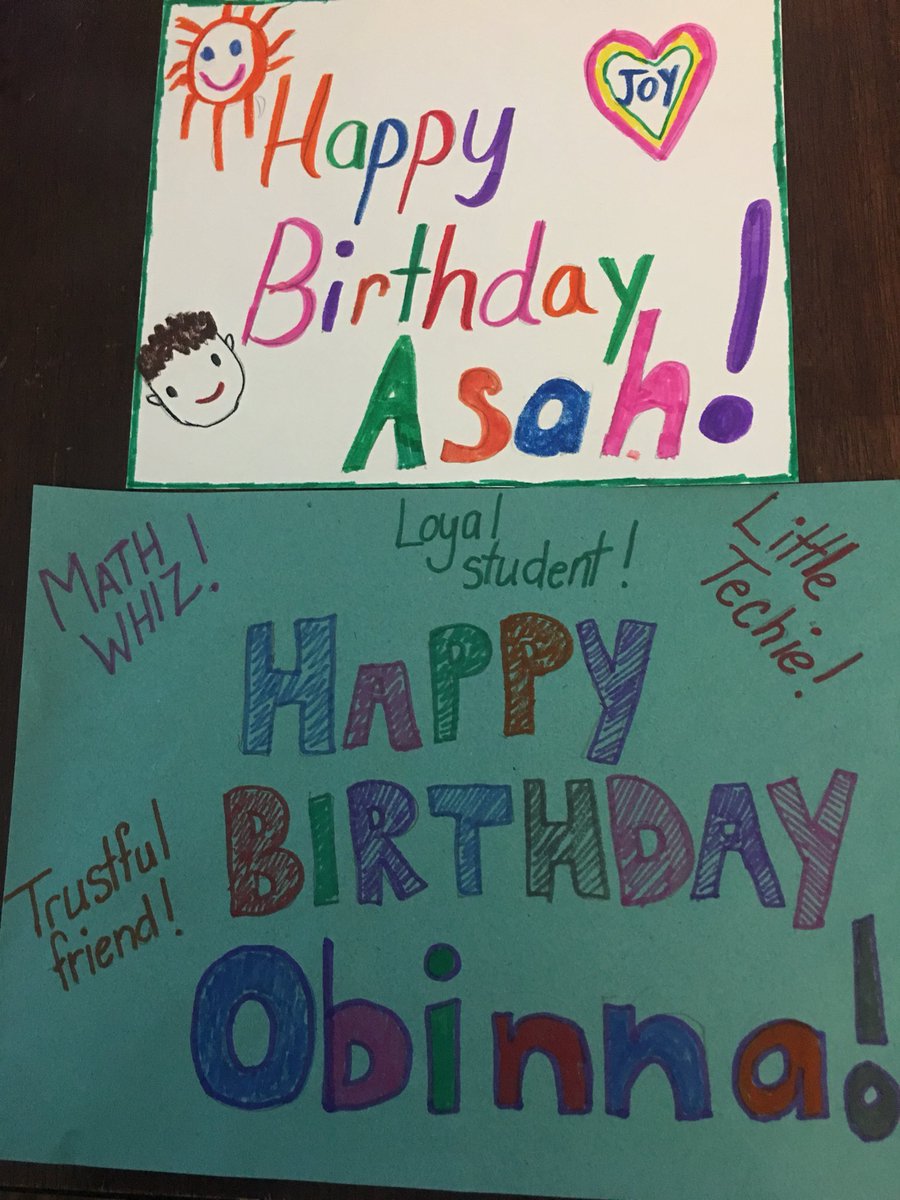 JOY
Happy
Birthday
Asah!
MATH
WHIZ!
Loyal
student!
Little
Techie!
HAPPY
BIRTHDAY
Trustful
friend!
Obinna!